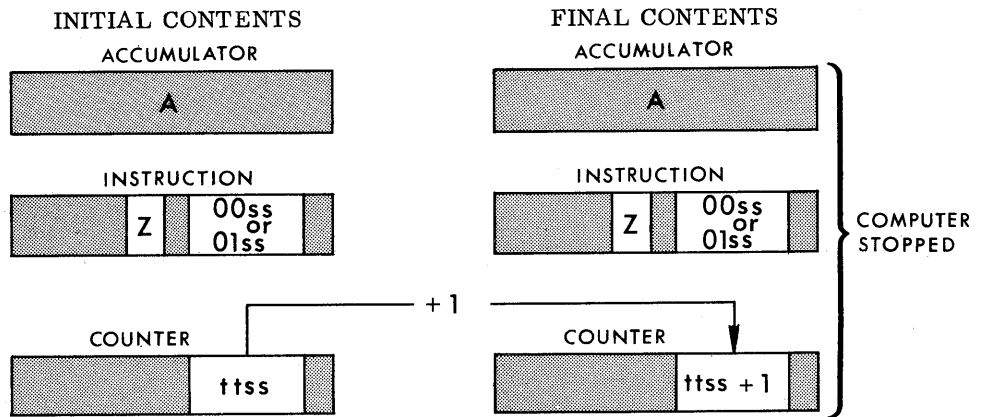 INITIAL CONTENTS
FINAL CONTENTS
ACCUMULATOR
ACCUMULATOR
A
A
INSTRUCTION
INSTRUCTION
Z
00ss
or
01ss
Z
00ss
or
01ss
COMPUTER
STOPPED
+ 1
COUNTER
COUNTER
ttss
ttss + 1